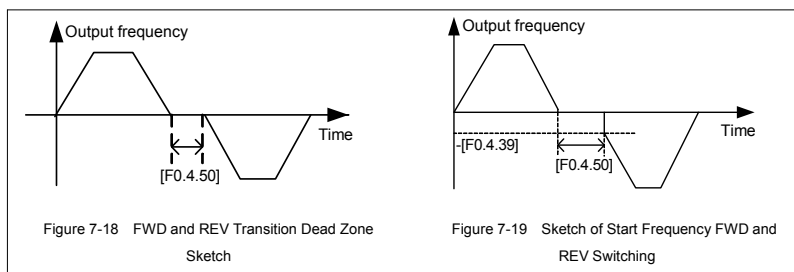 Output frequency
Time
[F0.4.50]
Figure 7-18 FWD and REV Transition Dead Zone
Sketch
Output frequency
Time
-[F0.4.39]
[F0.4.50]
Figure 7-19 Sketch of Start Frequency FWD and
REV Switching